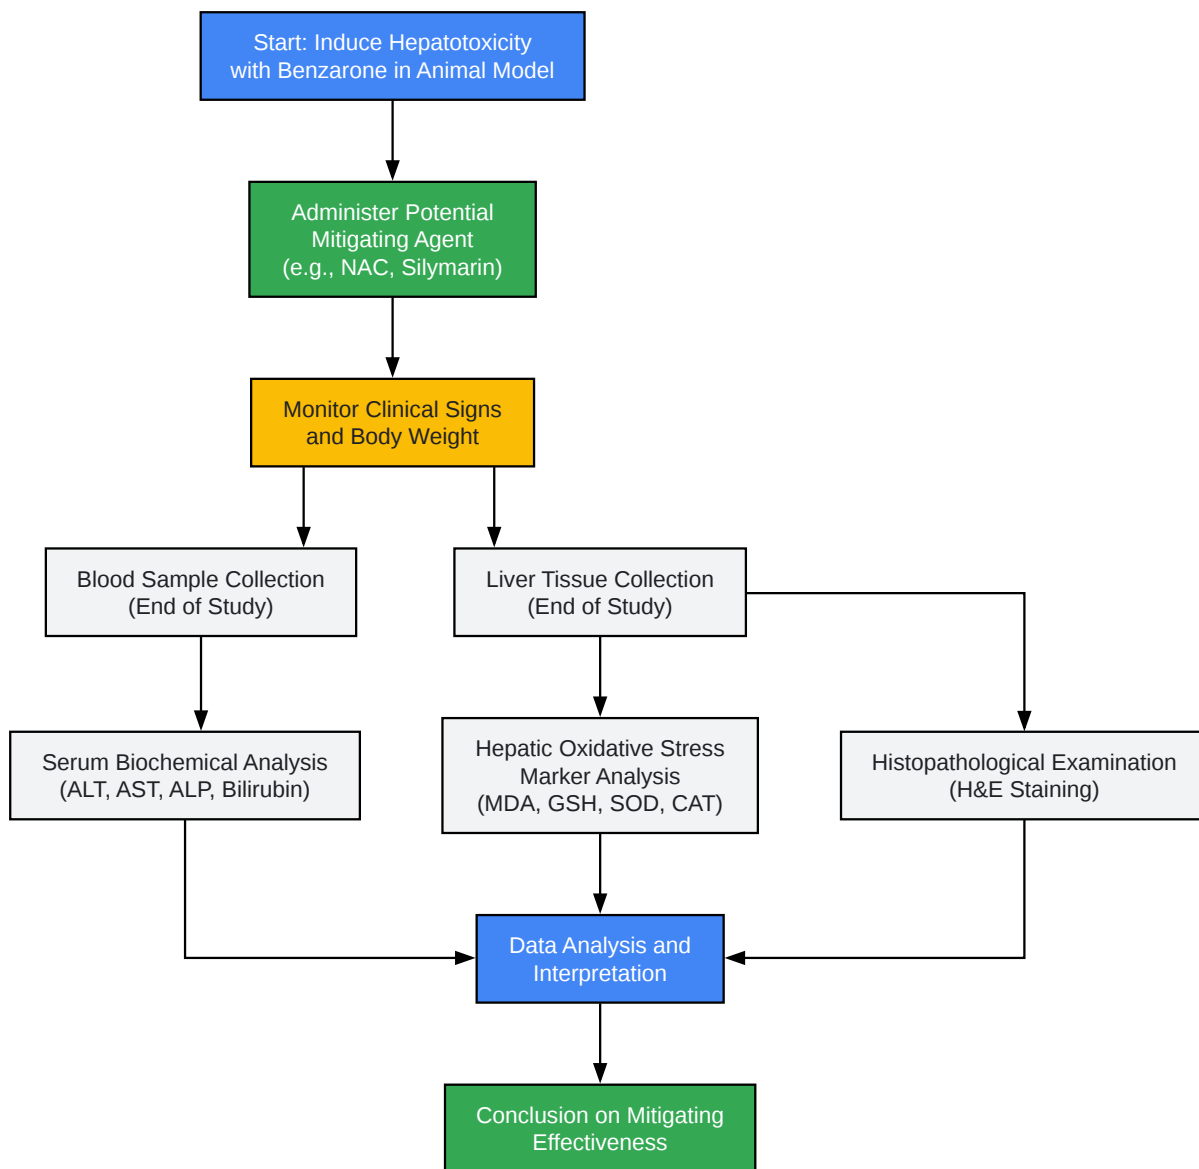 Start: Induce Hepatotoxicity
with Benzarone in Animal Model
Administer Potential
Mitigating Agent
(e.g., NAC, Silymarin)
Monitor Clinical Signs
and Body Weight
Blood Sample Collection
(End of Study)
Liver Tissue Collection
(End of Study)
Serum Biochemical Analysis
(ALT, AST, ALP, Bilirubin)
Hepatic Oxidative Stress
Marker Analysis
(MDA, GSH, SOD, CAT)
Histopathological Examination
(H&E Staining)
Data Analysis and
Interpretation
Conclusion on Mitigating
Effectiveness